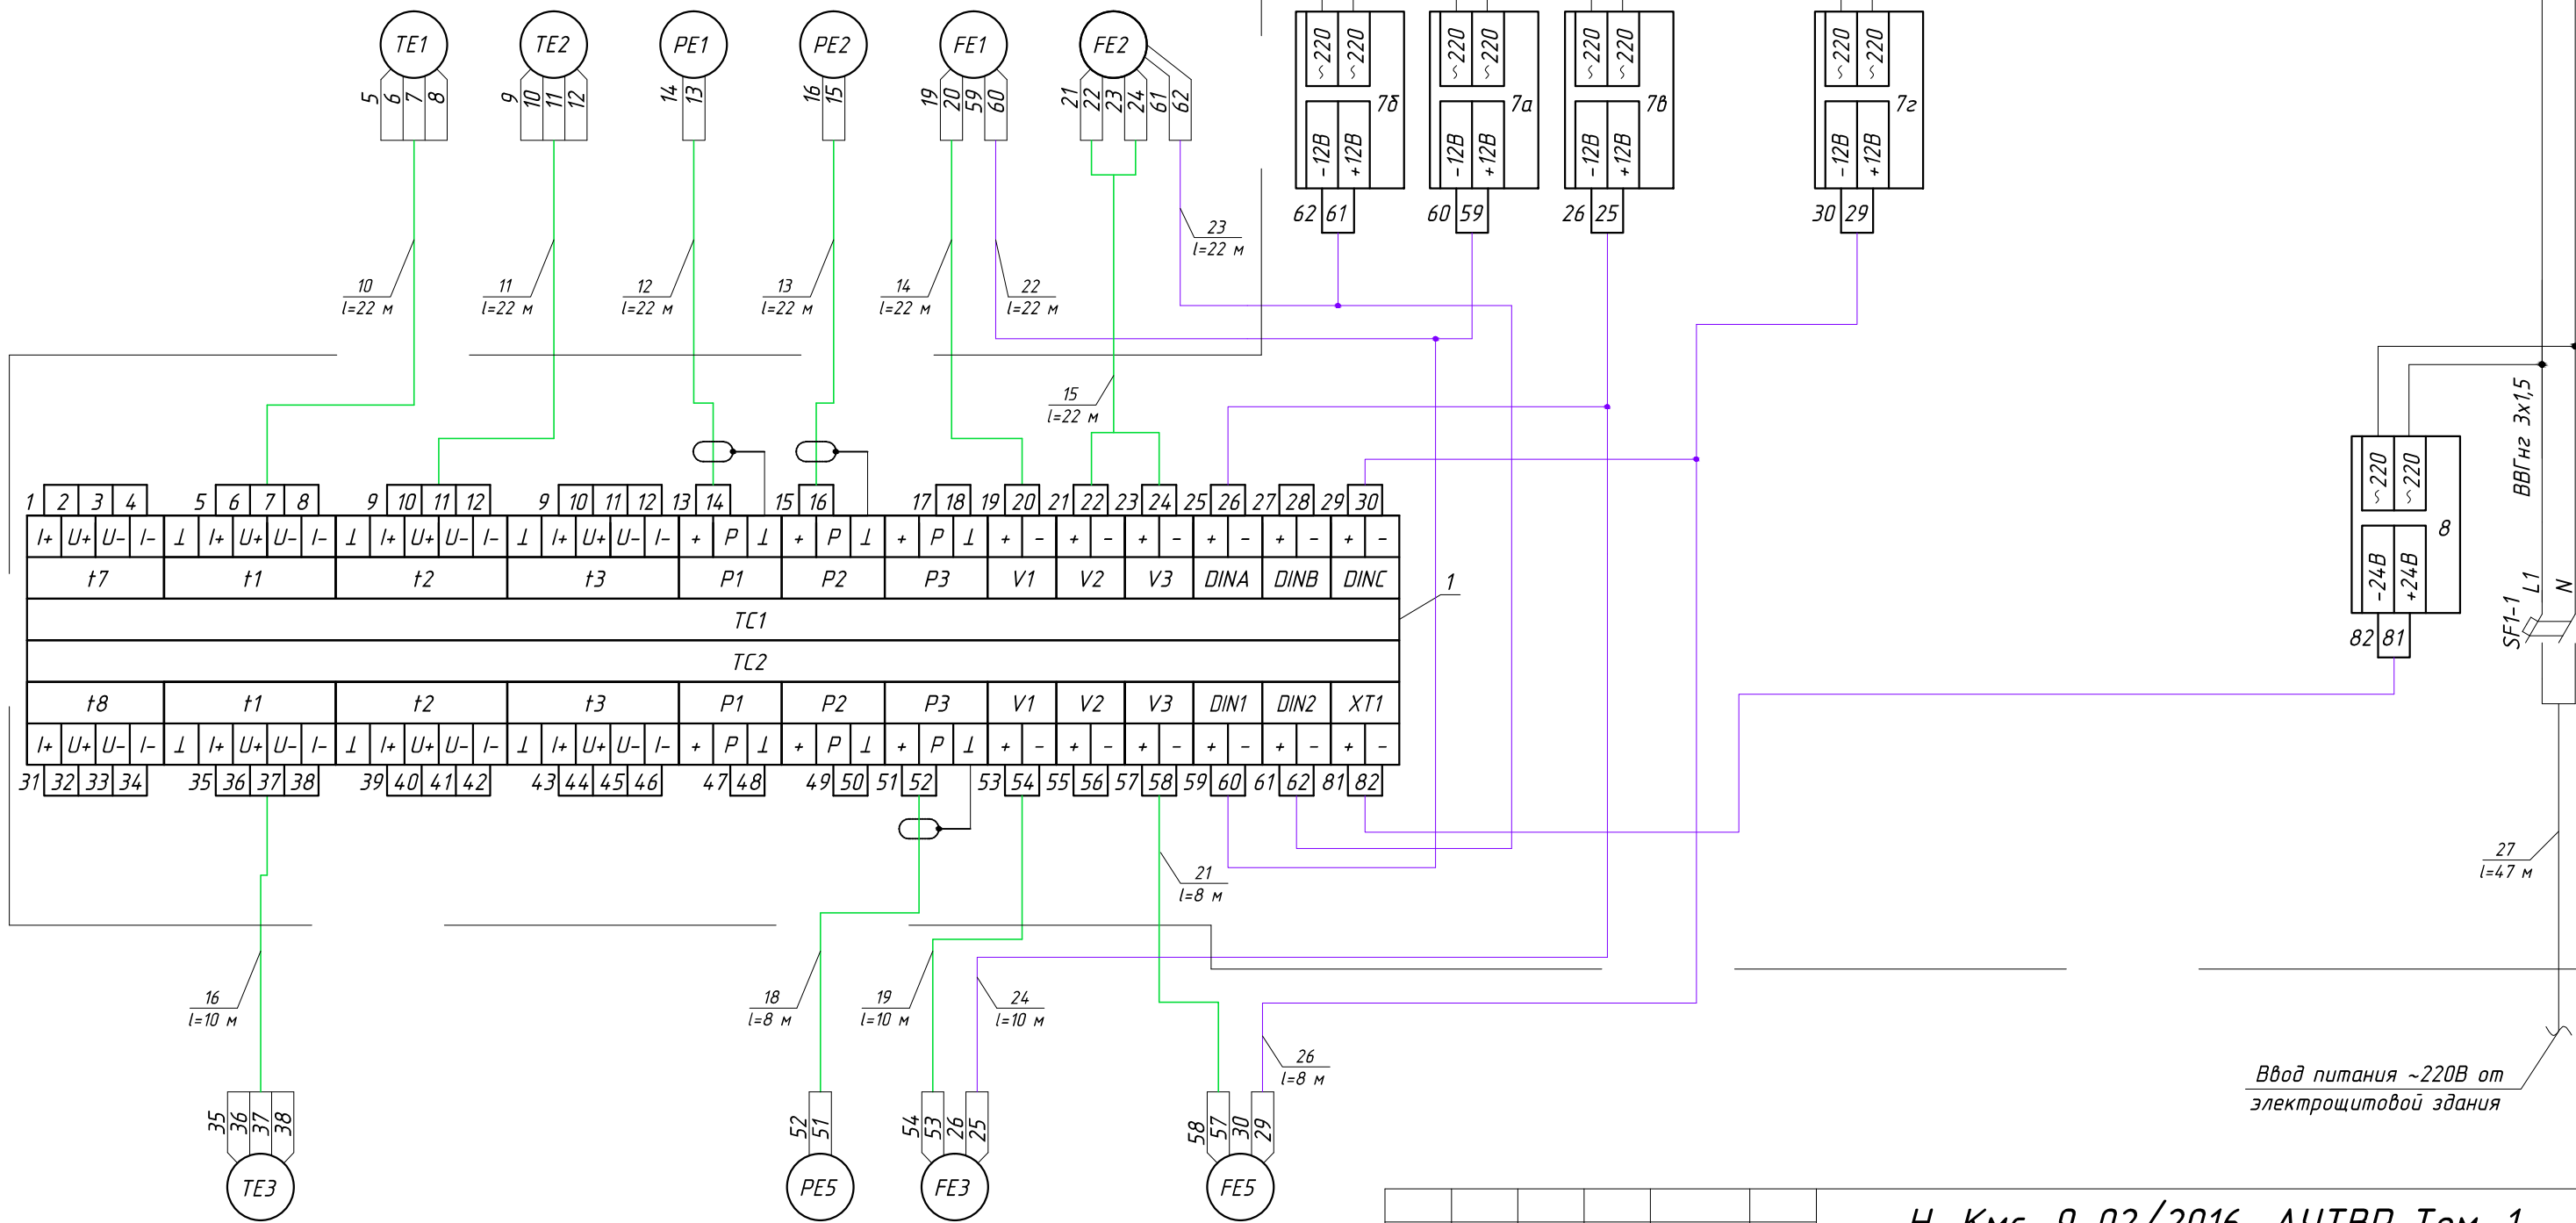 TE1 TE2 PE1 PE2 FE1 FE2
5 6 7 8 9 10 11 12 14 13 16 15 19 20 59 60 21 22 23 24 61 62
~220 ~220 ~220 ~220 ~220 ~220 ~220 ~220
7б 7а 7в 7г
-12В +12В -12В +12В -12В +12В -12В +12В
62 61 60 59 26 25 30 29
23
l=22 м
10 11 12 13 14 22
l=22 м l=22 м l=22 м l=22 м l=22 м l=22 м
15
l=22 м
ВВГнг 3х1,5
~220 ~220
8
-24В +24В
82 81
SF1-1 L1 N
1 2 3 4 5 6 7 8 9 10 11 12 9 10 11 12 13 14 15 16 17 18 19 20 21 22 23 24 25 26 27 28 29 30
I+ U+ U- I- ⊥ I+ U+ U- I- ⊥ I+ U+ U- I- ⊥ I+ U+ U- I- + P ⊥ + P ⊥ + P ⊥ + - + - + - + - + - + -
t7 t1 t2 t3 P1 P2 P3 V1 V2 V3 DINA DINB DINC
1
TC1
TC2
t8 t1 t2 t3 P1 P2 P3 V1 V2 V3 DIN1 DIN2 XT1
I+ U+ U- I- ⊥ I+ U+ U- I- ⊥ I+ U+ U- I- ⊥ I+ U+ U- I- + P ⊥ + P ⊥ + P ⊥ + - + - + - + - + - + -
31 32 33 34 35 36 37 38 39 40 41 42 43 44 45 46 47 48 49 50 51 52 53 54 55 56 57 58 59 60 61 62 81 82
21
l=8 м
27
l=47 м
16 18 19 24
l=10 м l=8 м l=10 м l=10 м
26
l=8 м
Ввод питания ~220В от
электрощитовой здания
35 36 37 38 52 51 54 53 26 25 58 57 30 29
TE3 PE5 FE3 FE5